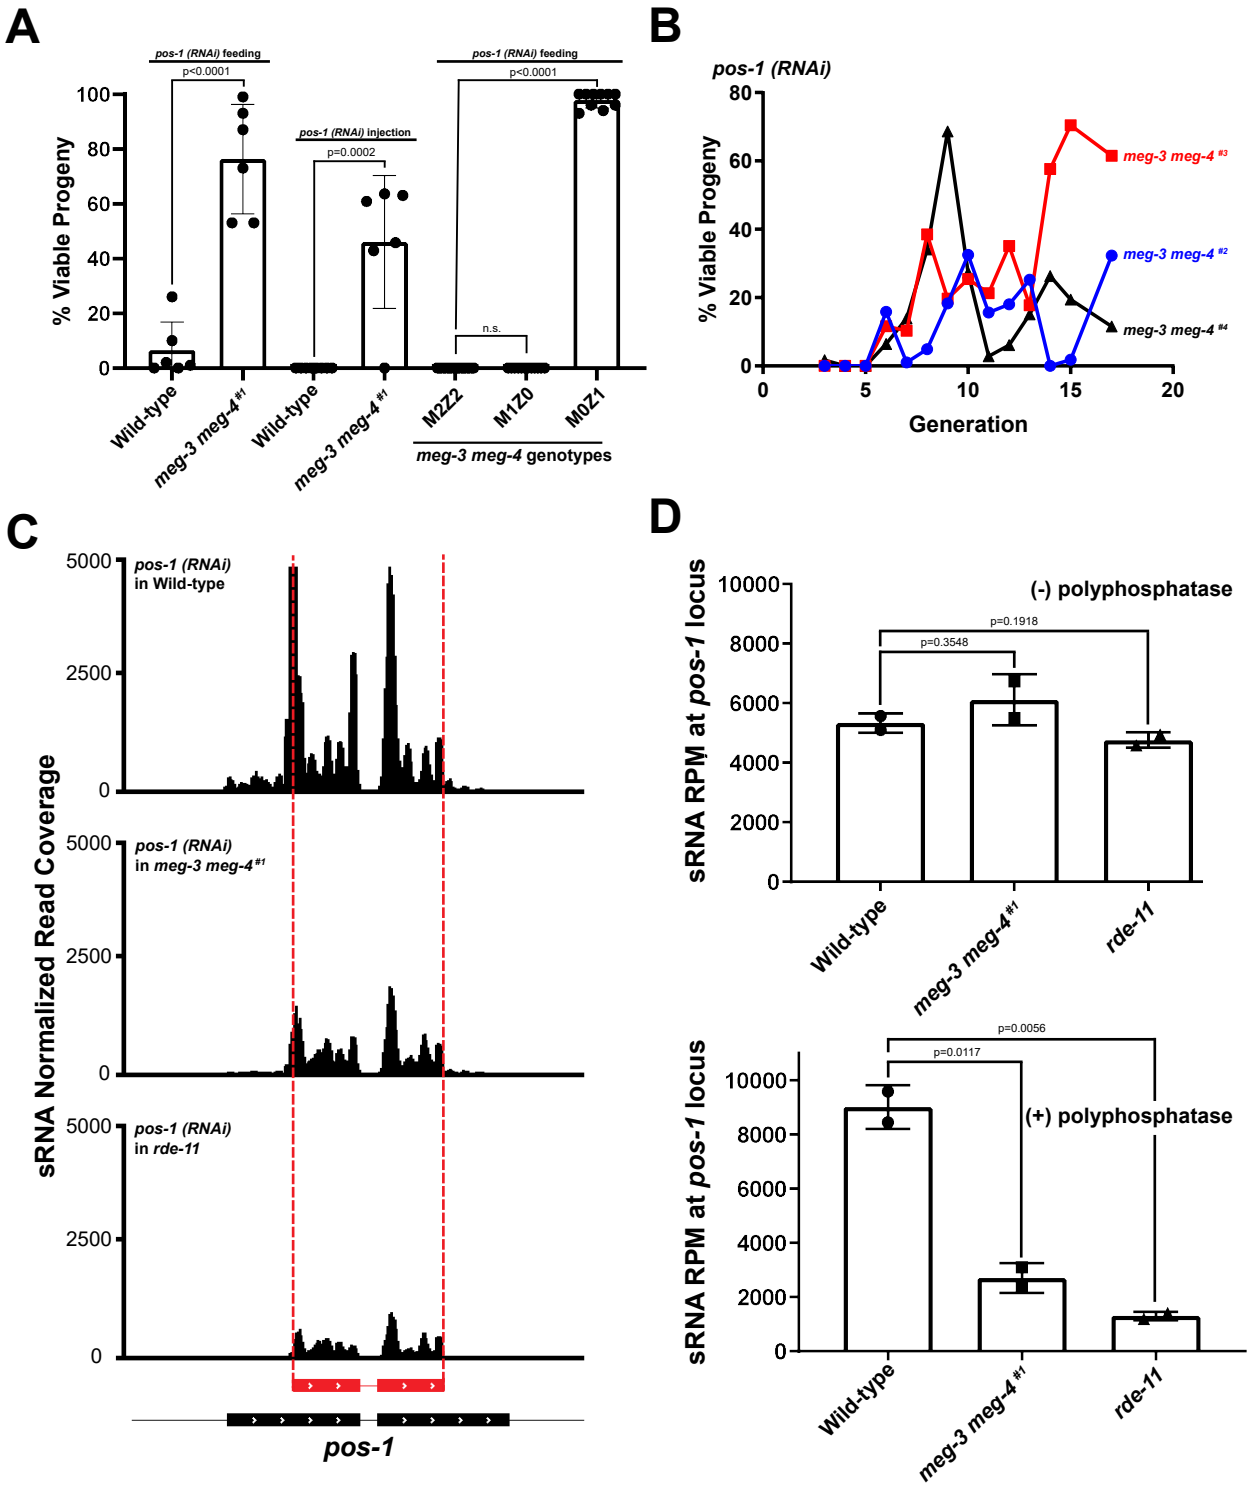 A
pos-1 (RNAi) feeding
p<0.0001
pos-1 (RNAi) injection
p=0.0002
pos-1 (RNAi) feeding
p<0.0001
n.s.
% Viable Progeny
100
80
60
40
20
0
Wild-type
meg-3 meg-4 #1
Wild-type
meg-3 meg-4 #1
M2Z2
M1Z0
M0Z1
meg-3 meg-4 genotypes
B
pos-1 (RNAi)
% Viable Progeny
80
60
40
20
0
0
5
10
15
20
Generation
meg-3 meg-4 #3
meg-3 meg-4 #2
meg-3 meg-4 #4
C
sRNA Normalized Read Coverage
5000
2500
0
pos-1 (RNAi)
in Wild-type
5000
2500
0
pos-1 (RNAi)
in meg-3 meg-4 #1
5000
2500
0
pos-1 (RNAi)
in rde-11
pos-1
D
sRNA RPM at pos-1 locus
10000
8000
6000
4000
2000
0
(-) polyphosphatase
p=0.1918
p=0.3548
Wild-type
meg-3 meg-4 #1
rde-11
sRNA RPM at pos-1 locus
10000
8000
6000
4000
2000
0
p=0.0056
p=0.0117
(+) polyphosphatase
Wild-type
meg-3 meg-4 #1
rde-11